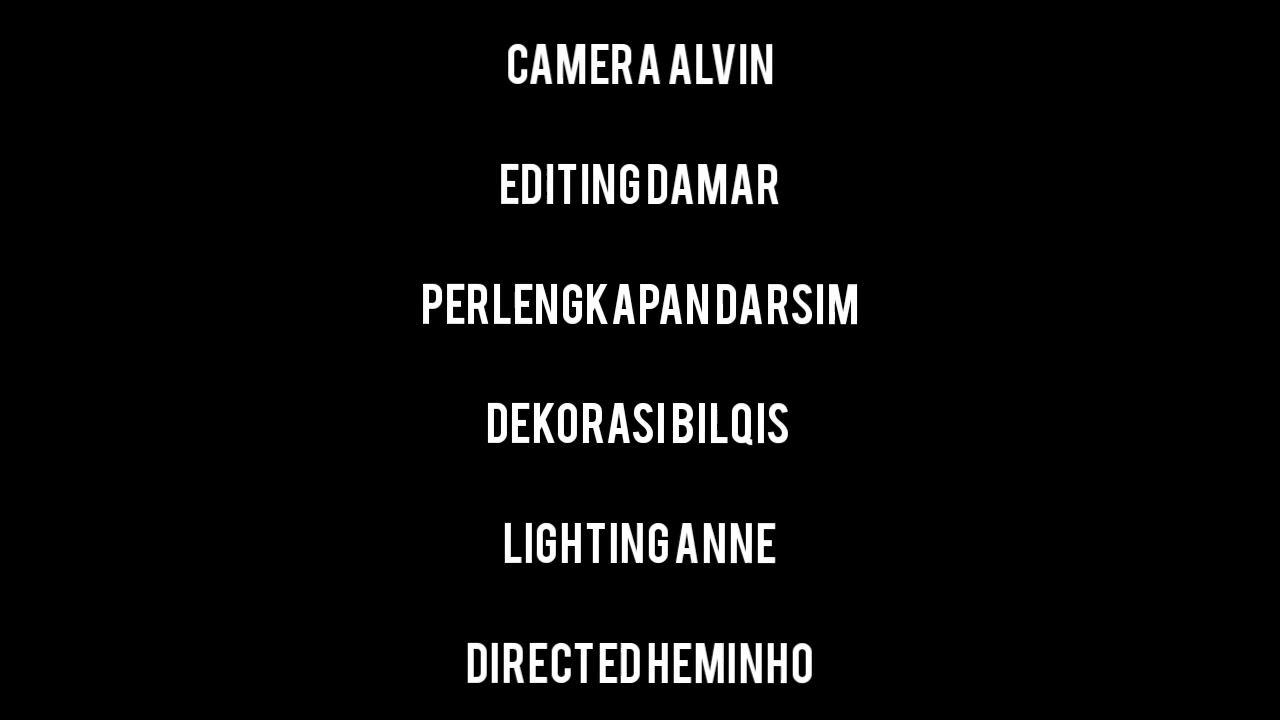 CAMERA ALVIN
EDITING DAMAR
PERLENGKAPAN DARSIM
DEKORASI BILQIS
LIGHTING ANNE
DIRECTED HEMINHO